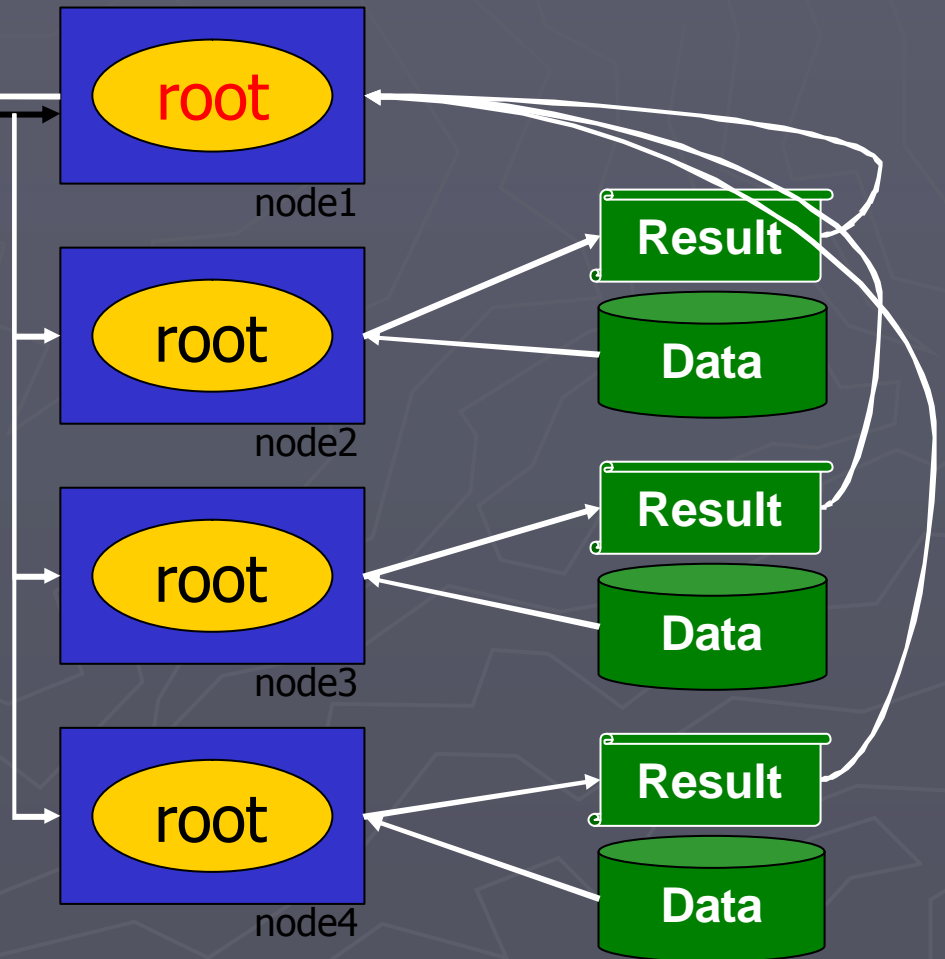 root
node1
Result
root
Data
node2
Result
root
Data
node3
Result
root
Data
node4